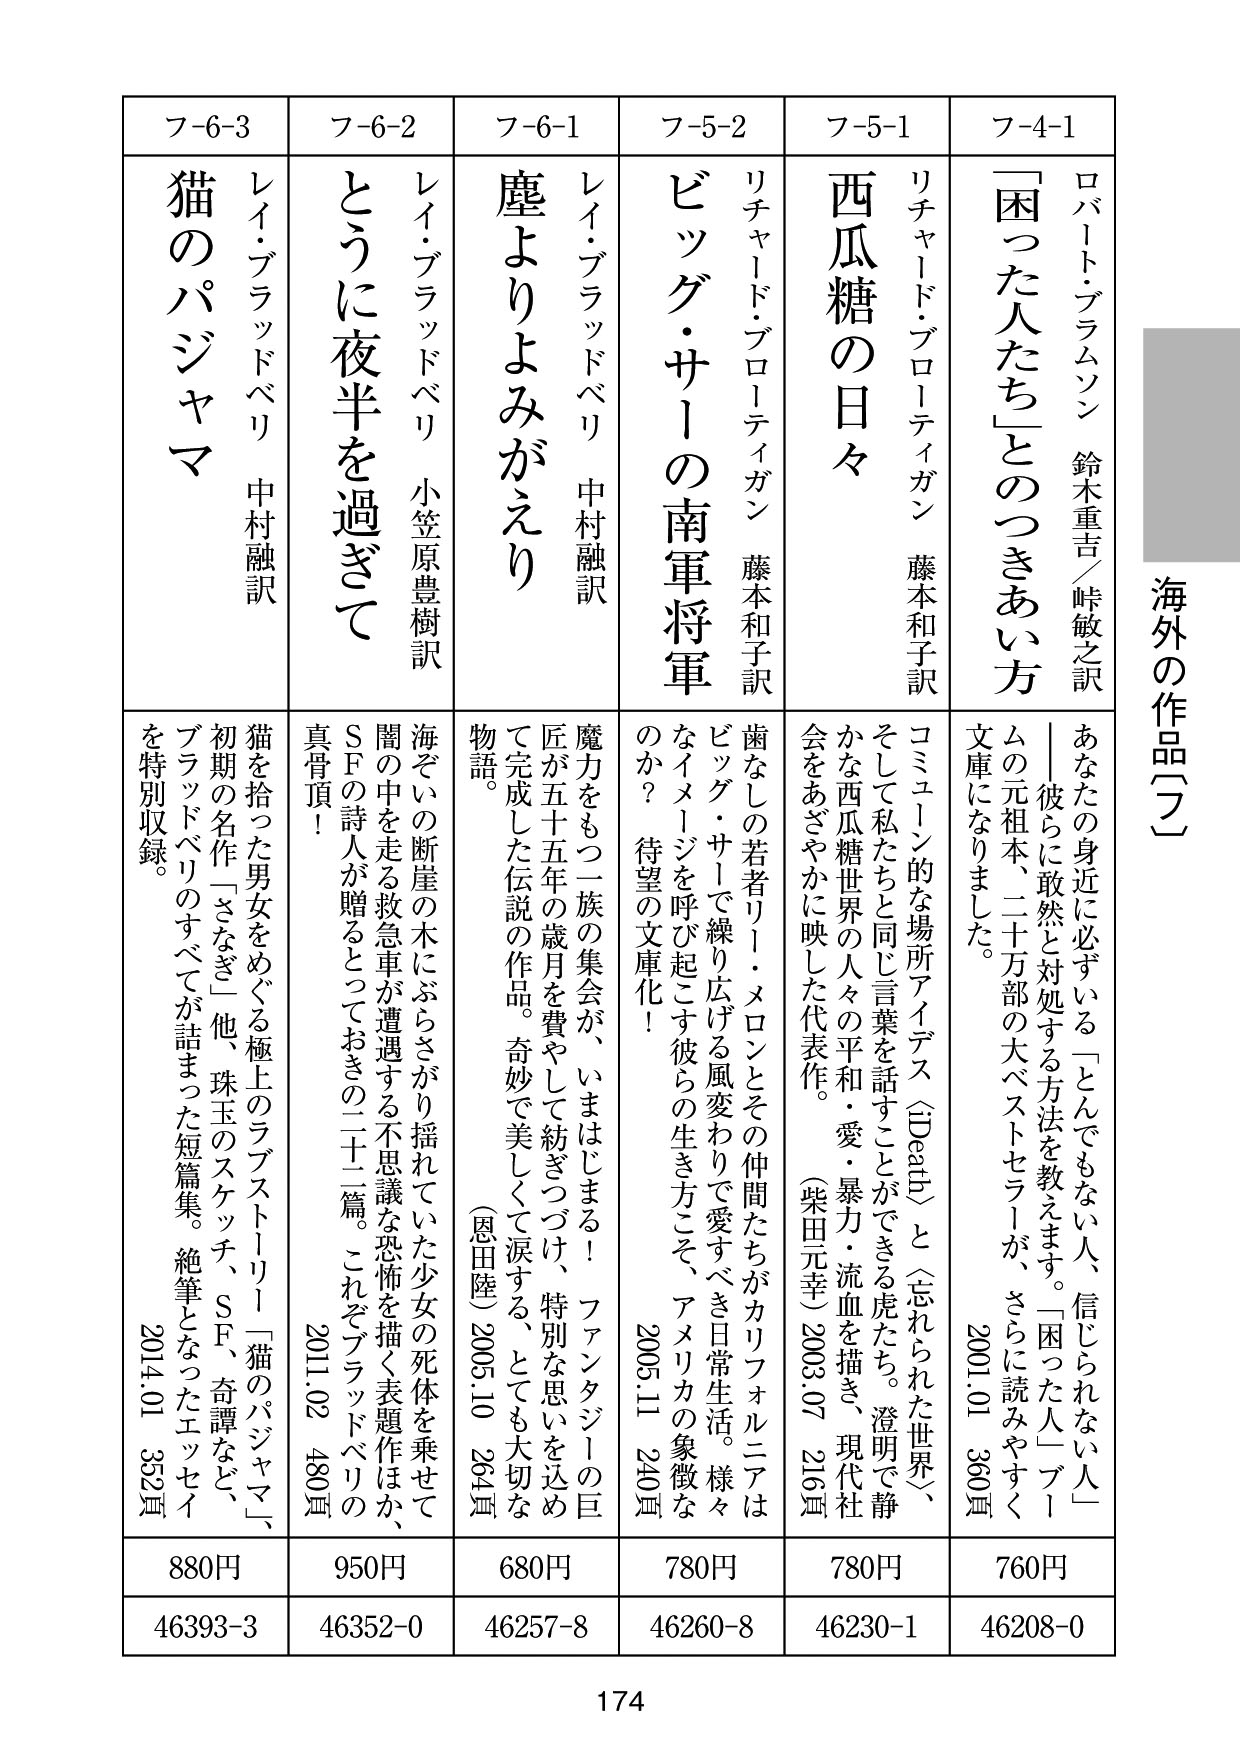 海外の作品〔フ〕
フ-4-1
ロバート・ブラムソン　鈴木重吉／峠敏之訳
「困った人たち」とのつきあい方
あなたの身近に必ずいる「とんでもない人、信じられない人」
――彼らに敢然と対処する方法を教えます。「困った人」ブー
ムの元祖本、二十万部の大ベストセラーが、さらに読みやすく
文庫になりました。　2001.01　360頁
760円
46208-0
フ-5-1
リチャード・ブローティガン　藤本和子訳
西瓜糖の日々
コミューン的な場所アイデス〈iDeath〉と〈忘れられた世界〉、
そして私たちと同じ言葉を話すことができる虎たち。澄明で静
かな西瓜糖世界の人々の平和・愛・暴力・流血を描き、現代社
会をあざやかに映した代表作。　（柴田元幸）2003.07　216頁
780円
46230-1
フ-5-2
リチャード・ブローティガン　藤本和子訳
ビッグ・サーの南軍将軍
歯なしの若者リー・メロンとその仲間たちがカリフォルニアは
ビッグ・サーで繰り広げる風変わりで愛すべき日常生活。様々
なイメージを呼び起こす彼らの生き方こそ、アメリカの象徴な
のか？　待望の文庫化！　2005.11　240頁
780円
46260-8
フ-6-1
レイ・ブラッドベリ　中村融訳
塵よりよみがえり
魔力をもつ一族の集会が、いまはじまる！　ファンタジーの巨
匠が五十五年の歳月を費やして紡ぎつづけ、特別な思いを込め
て完成した伝説の作品。奇妙で美しくて涙する、とても大切な
物語。　（恩田陸）2005.10　264頁
680円
46257-8
フ-6-2
レイ・ブラッドベリ　小笠原豊樹訳
とうに夜半を過ぎて
海ぞいの断崖の木にぶらさがり揺れていた少女の死体を乗せて
闇の中を走る救急車が遭遇する不思議な恐怖を描く表題作ほか、
ＳＦの詩人が贈るとっておきの二十二篇。これぞブラッドベリの
真骨頂！　2011.02　480頁
950円
46352-0
フ-6-3
レイ・ブラッドベリ　中村融訳
猫のパジャマ
猫を拾った男女をめぐる極上のラブストーリー「猫のパジャマ」、
初期の名作「さなぎ」他、珠玉のスケッチ、ＳＦ、奇譚など、
ブラッドベリのすべてが詰まった短篇集。絶筆となったエッセイ
を特別収録。　2014.01　352頁
880円
46393-3
174